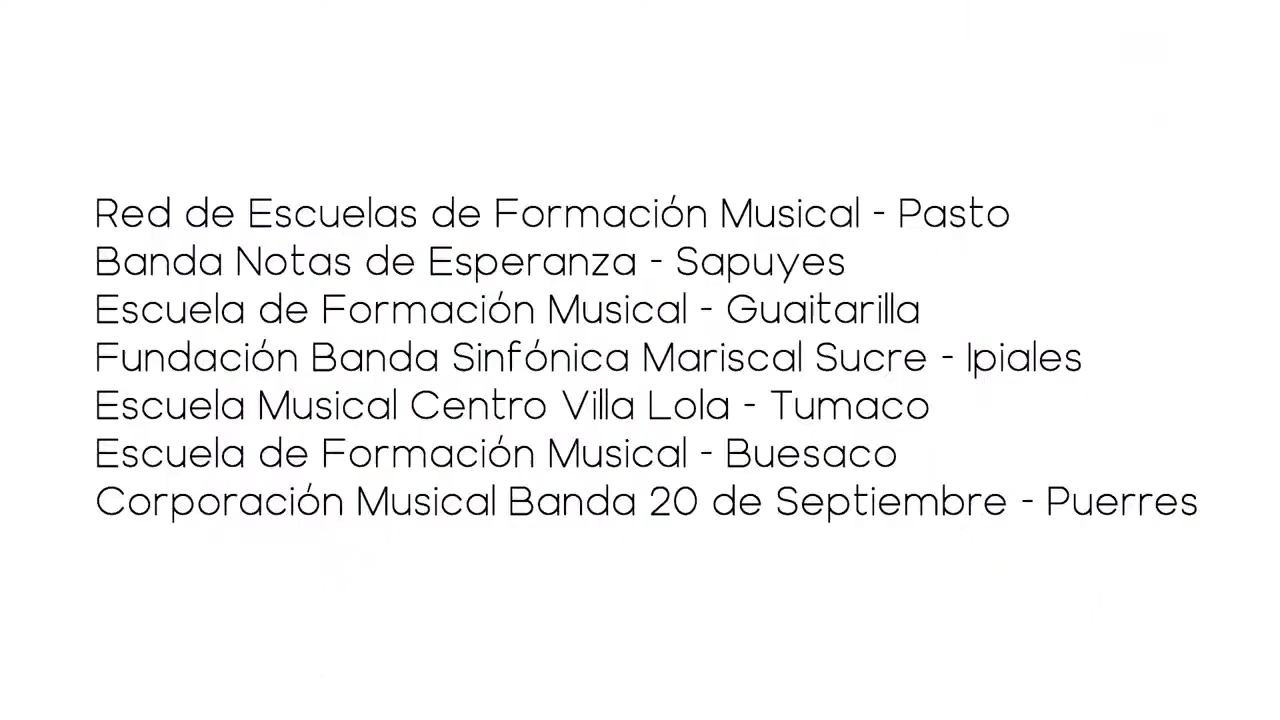 Red de Escuelas de Formación Musical - Pasto
Banda Notas de Esperanza - Sapuyes
Escuela de Formación Musical - Guaitarilla
Fundación Banda Sinfónica Mariscal Sucre - Ipiales
Escuela Musical Centro Villa Lola - Tumaco
Escuela de Formación Musical - Buesaco
Corporación Musical Banda 20 de Septiembre - Puerres